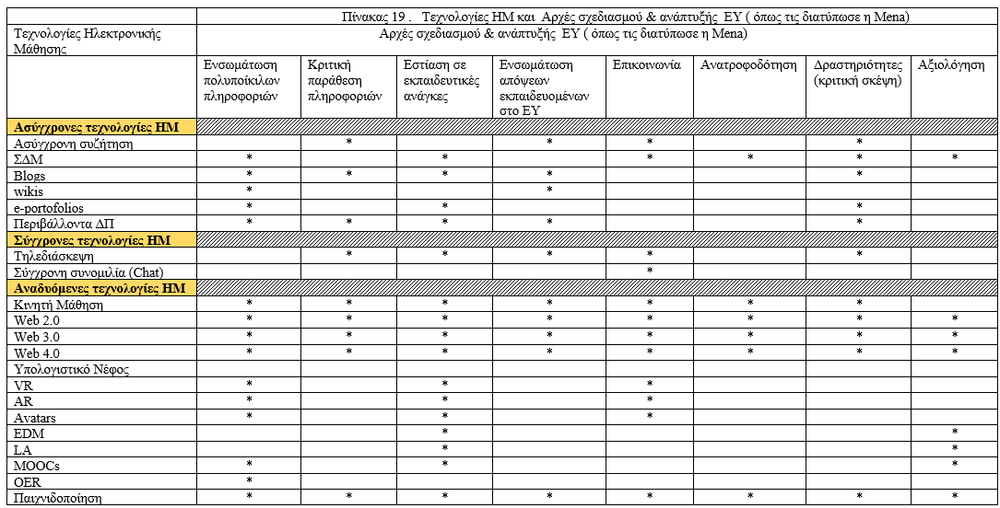 Πίνακας 19 . Τεχνολογίες ΗΜ και Αρχές σχεδιασμού & ανάπτυξής ΕΥ ( όπως τις διατύπωσε η Mena)
Τεχνολογίες Ηλεκτρονικής Μάθησης
Αρχές σχεδιασμού & ανάπτυξής ΕΥ ( όπως τις διατύπωσε η Mena)
Ενσωμάτωση πολυποίκιλων πληροφοριών
Κριτική παράθεση πληροφοριών
Εστίαση σε εκπαιδευτικές ανάγκες
Ενσωμάτωση απόψεων εκπαιδευομένων στο ΕΥ
Επικοινωνία
Ανατροφοδότηση
Δραστηριότητες (κριτική σκέψη)
Αξιολόγηση
Ασύγχρονες τεχνολογίες ΗΜ
Ασύγχρονη συζήτηση * * * *
ΣΔΜ * * * * * *
Blogs * * * * *
wikis * *
e-portofolios * * *
Περιβάλλοντα ΔΠ * * * * *
Σύγχρονες τεχνολογίες ΗΜ
Τηλεδιάσκεψη * * * * *
Σύγχρονη συνομιλία (Chat) *
Αναδυόμενες τεχνολογίες ΗΜ
Κινητή Μάθηση * * * * * * *
Web 2.0 * * * * * * * *
Web 3.0 * * * * * * * *
Web 4.0 * * * * * * * *
Υπολογιστικό Νέφος
VR * * *
AR * * *
Avatars * * *
EDM * *
LA * *
MOOCs * * *
OER *
Παιχνιδοποίηση * * * * * * * *